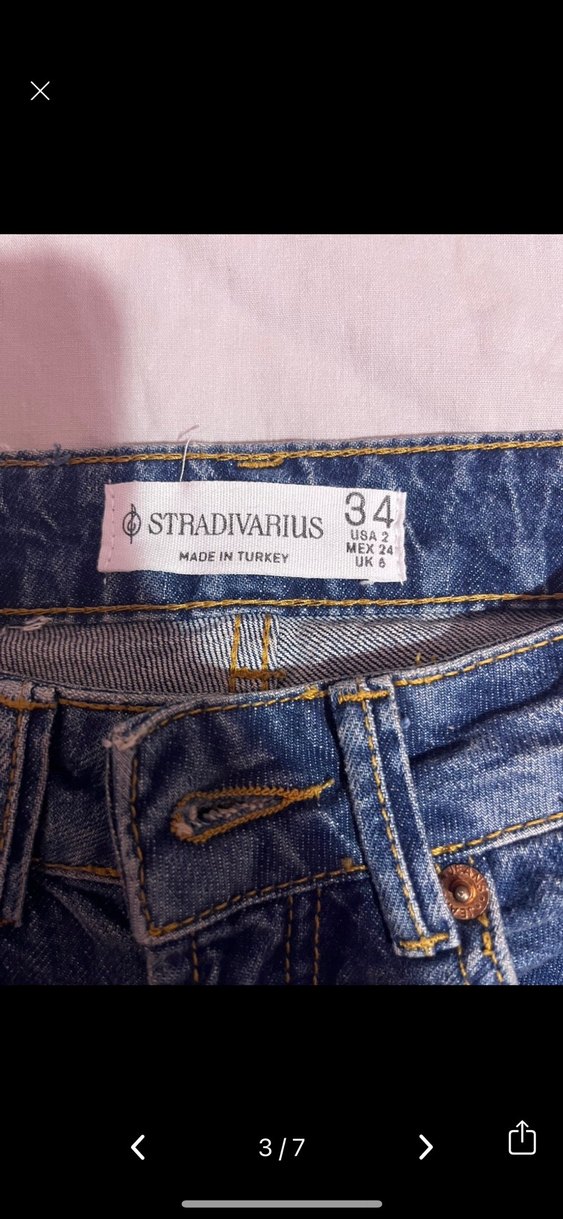 STRADIVARIUS
MADE IN TURKEY
34
USA 2
MEX 24
UK 6
3/7